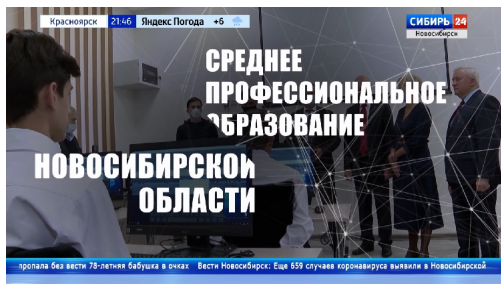 Красноярск 21:46 Яндекс Погода +6
СИБИРЬ 24
Новосибирск
СРЕДНЕЕ
ПРОФЕССИОНАЛЬНОЕ
ОБРАЗОВАНИЕ
НОВОСИБИРСКОЙ
ОБЛАСТИ
пропала без вести 78-летняя бабушка в очках Вести Новосибирск: Еще 659 случаев коронавируса выявили в Новосибирской